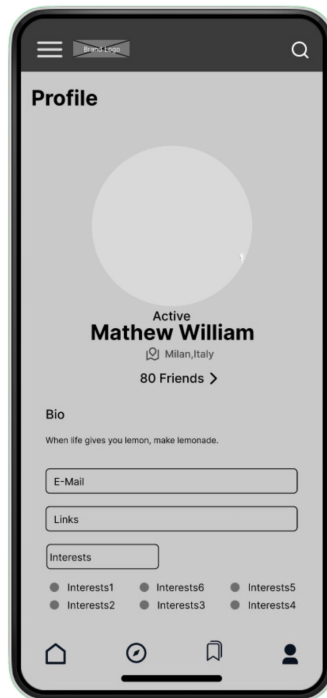 Brand Logo
Profile
Active
Mathew William
Milan,Italy
80 Friends >
Bio
When life gives you lemon, make lemonade.
E-Mail
Links
Interests
Interests1 Interests6 Interests5
Interests2 Interests3 Interests4